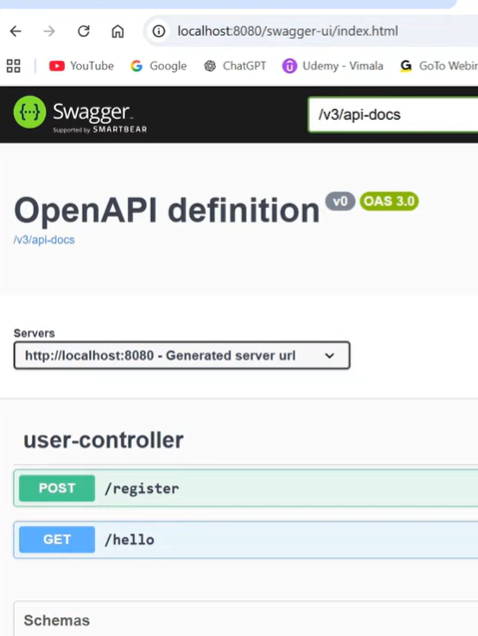 localhost:8080/swagger-ui/index.html
YouTube Google ChatGPT Udemy - Vimala GoTo Webin
Swagger
Supported by SMARTBEAR
/v3/api-docs
OpenAPI definition v0 OAS 3.0
/v3/api-docs
Servers
http://localhost:8080 - Generated server url
user-controller
POST /register
GET /hello
Schemas